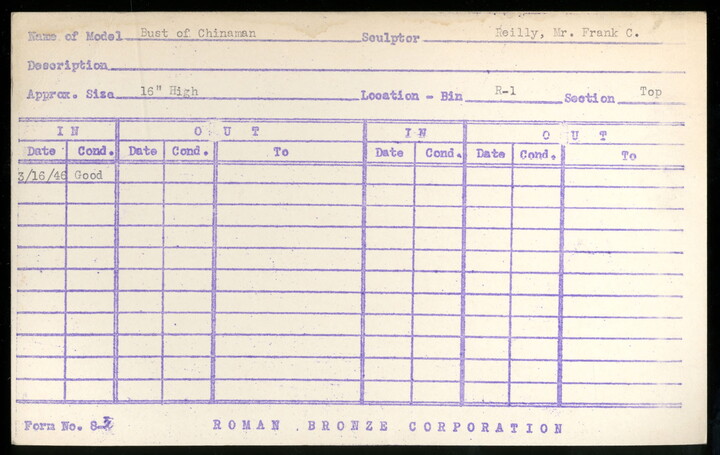 Name of Model Bust of Chinaman Sculptor Reilly, Mr. Frank C.
Description
Approx. Size 16" High Location - Bin R-1 Section Top
IN OUT IN OUT
Date Cond. Date Cond. To Date Cond. Date Cond. To
3/16/46 Good
Form No. 8- ROMAN BRONZE CORPORATION